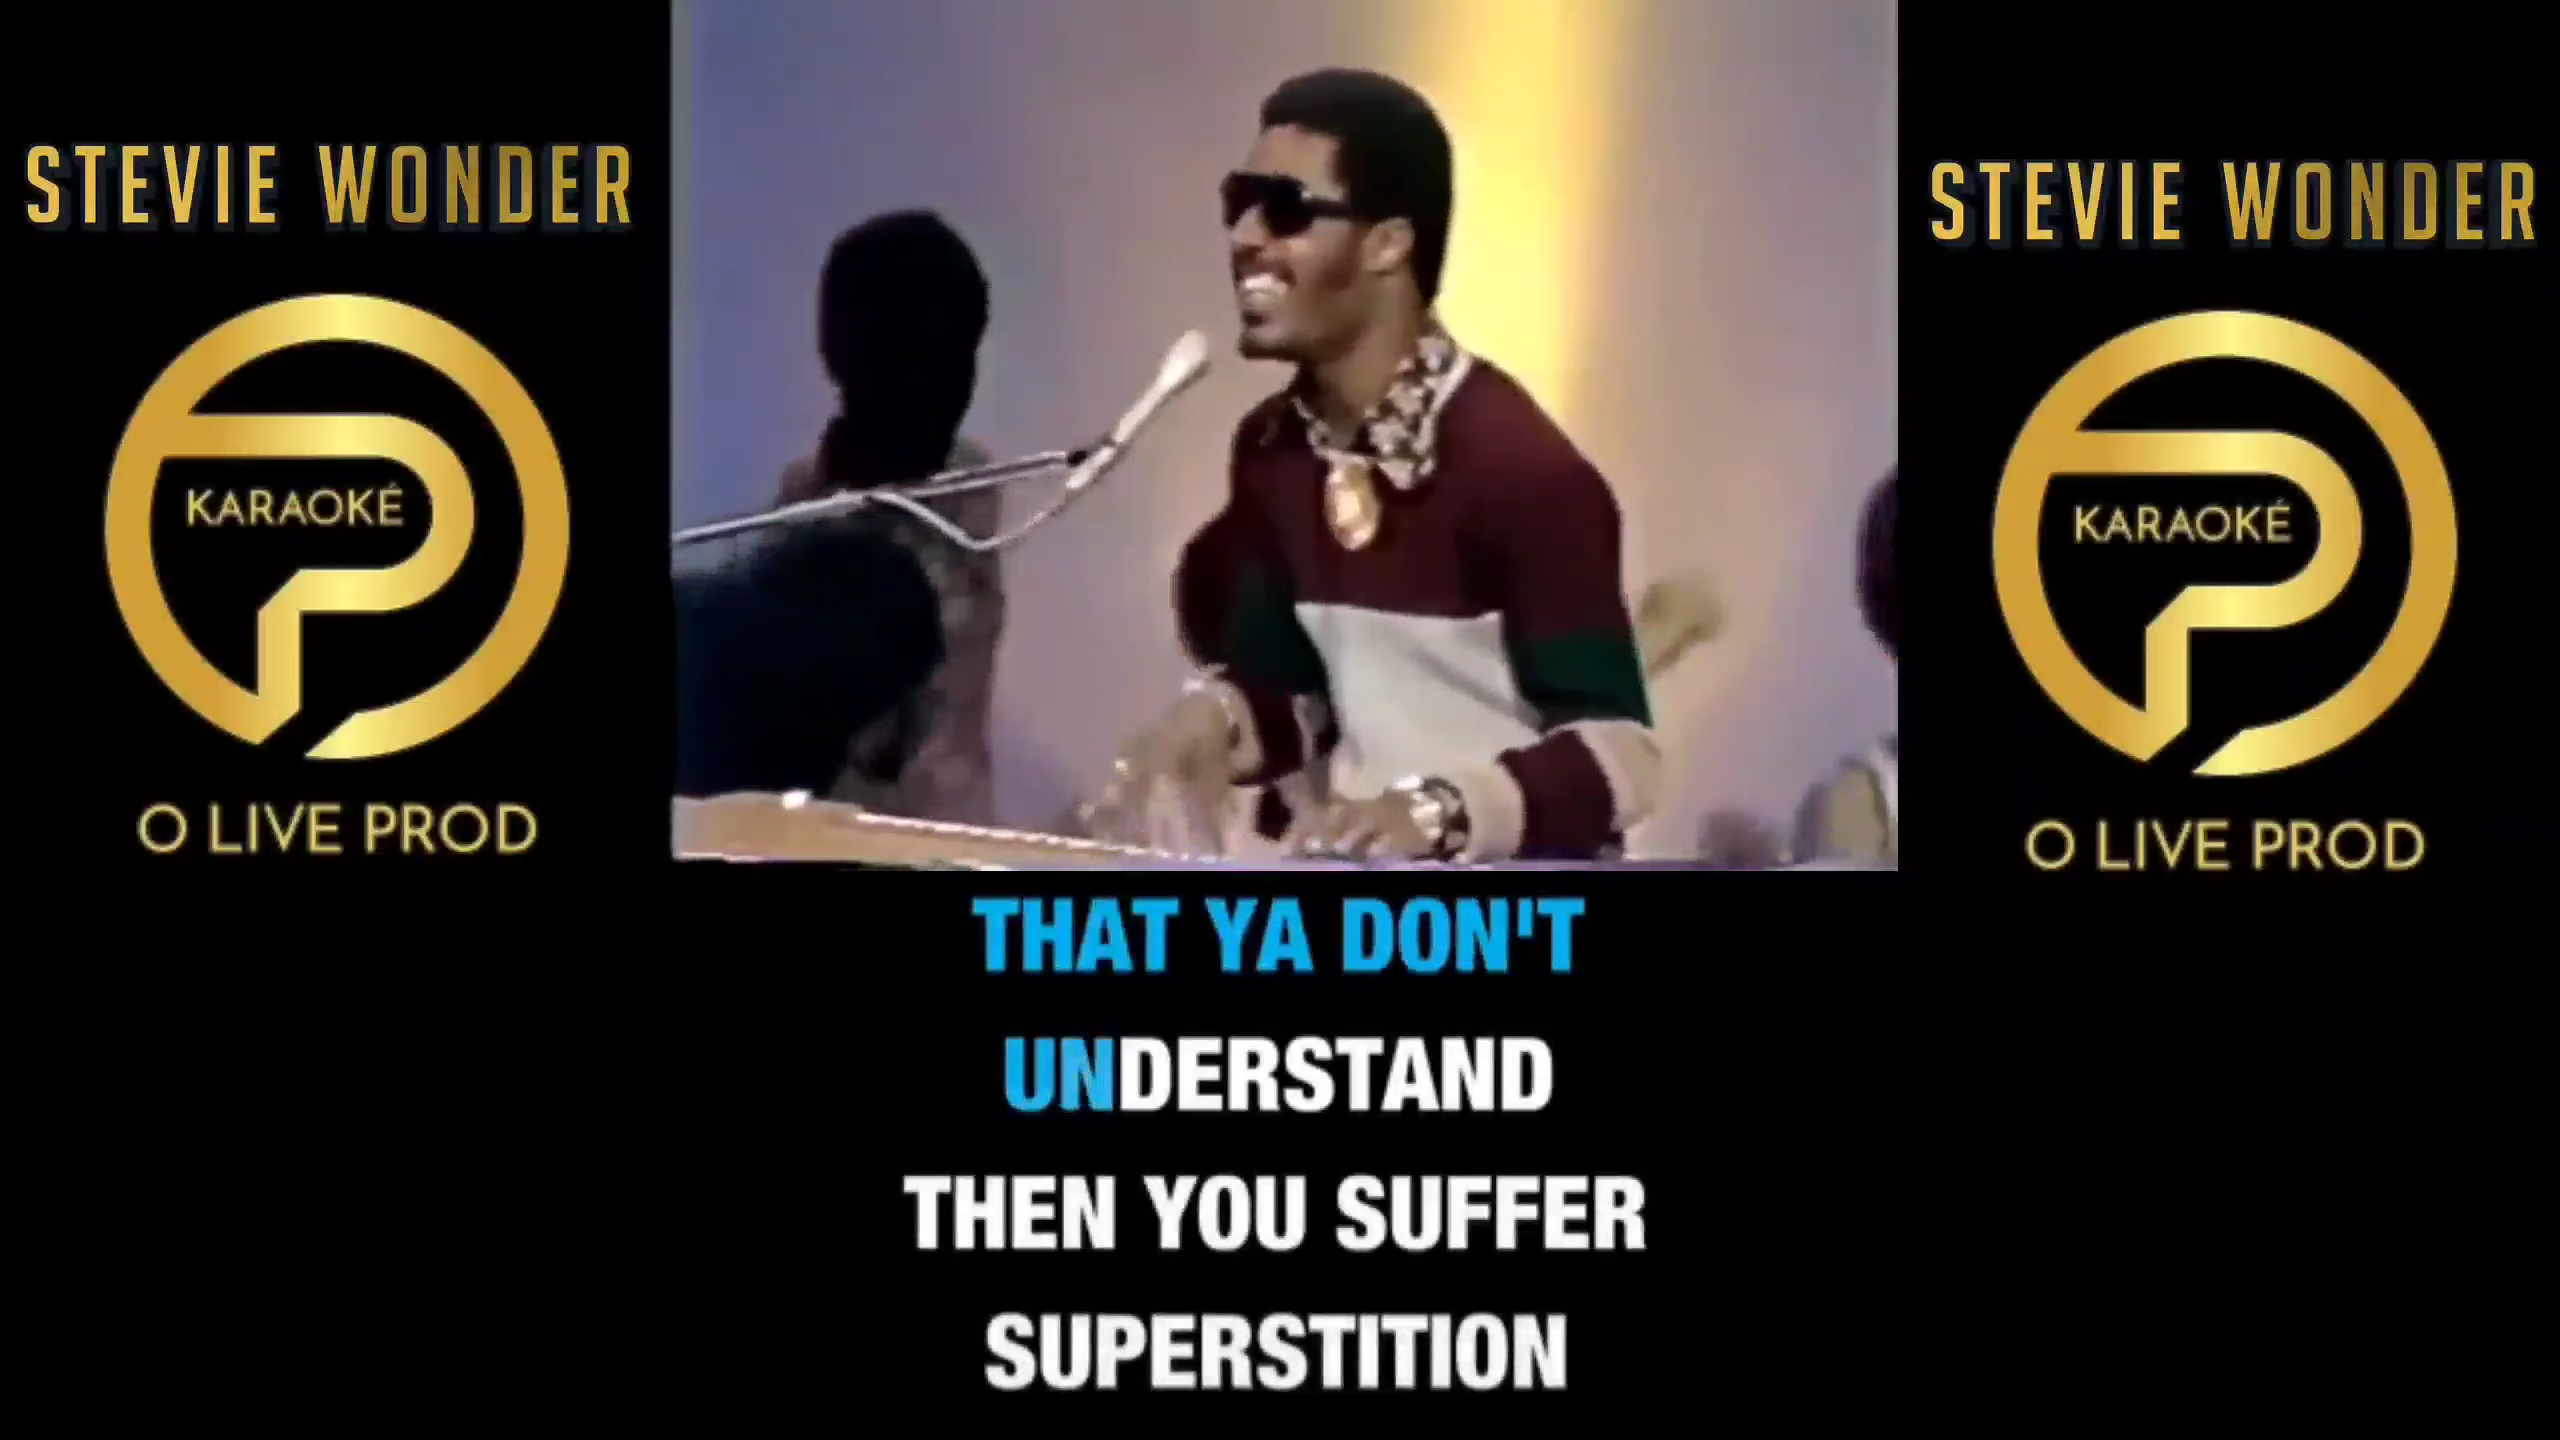 STEVIE WONDER
KARAOKÉ
O LIVE PROD
STEVIE WONDER
KARAOKÉ
O LIVE PROD
THAT YA DON'T
UNDERSTAND
THEN YOU SUFFER
SUPERSTITION